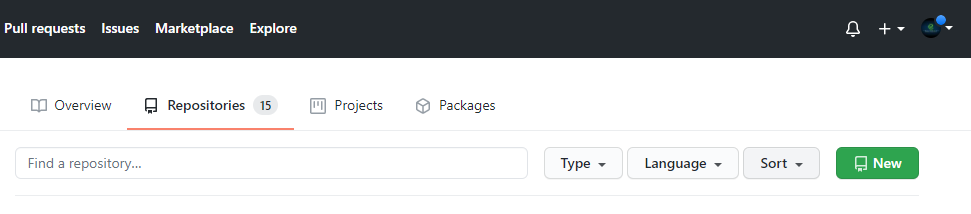 Pull requests Issues Marketplace Explore
Overview Repositories 15 Projects Packages
Find a repository... Type Language Sort New